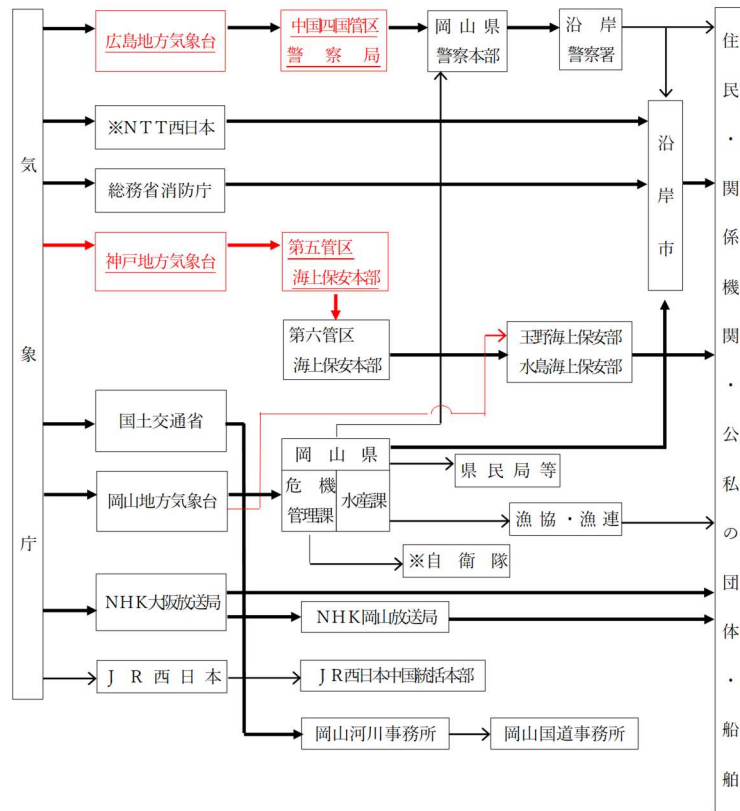 気象庁
広島地方気象台
中国四国管区
警察局
岡山県
警察本部
沿岸
警察署
※NTT西日本
総務省消防庁
沿岸市
神戸地方気象台
第五管区
海上保安本部
第六管区
海上保安本部
玉野海上保安部
水島海上保安部
国土交通省
岡山地方気象台
岡山県
危機
管理課
水産課
県民局等
漁協・漁連
※自衛隊
NHK大阪放送局
NHK岡山放送局
JR西日本
JR西日本中国統括本部
岡山河川事務所
岡山国道事務所
住民・関係機関・公私の団体・船舶